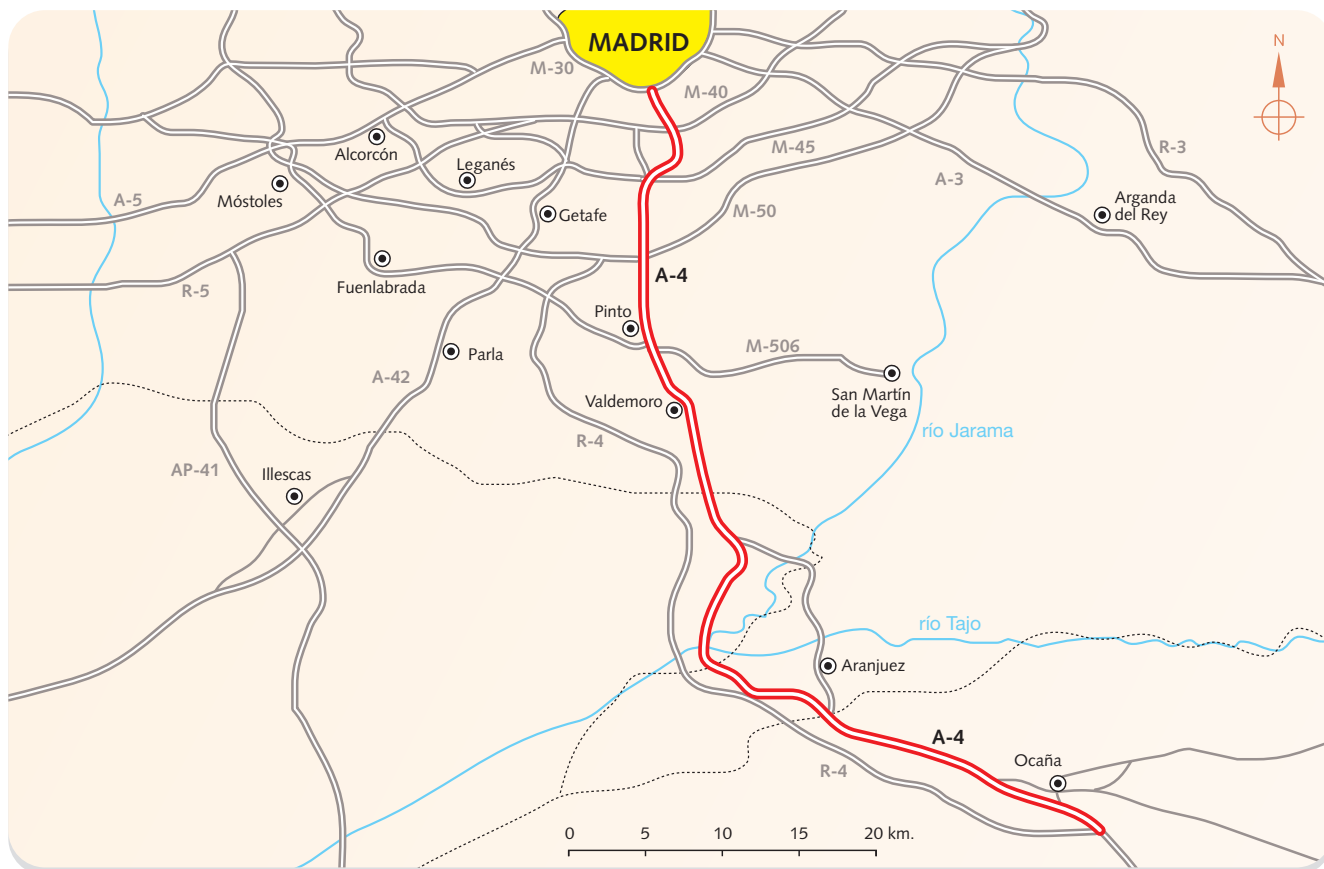 MADRID
N
M-30
M-40
R-3
Alcorcón
Leganés
M-45
A-3
A-5
Móstoles
Getafe
M-50
Arganda
del Rey
A-4
R-5
Fuenlabrada
Pinto
Parla
M-506
A-42
Valdemoro
San Martín
de la Vega
R-4
río Jarama
AP-41
Illescas
río Tajo
Aranjuez
A-4
Ocaña
R-4
0 5 10 15 20 km.